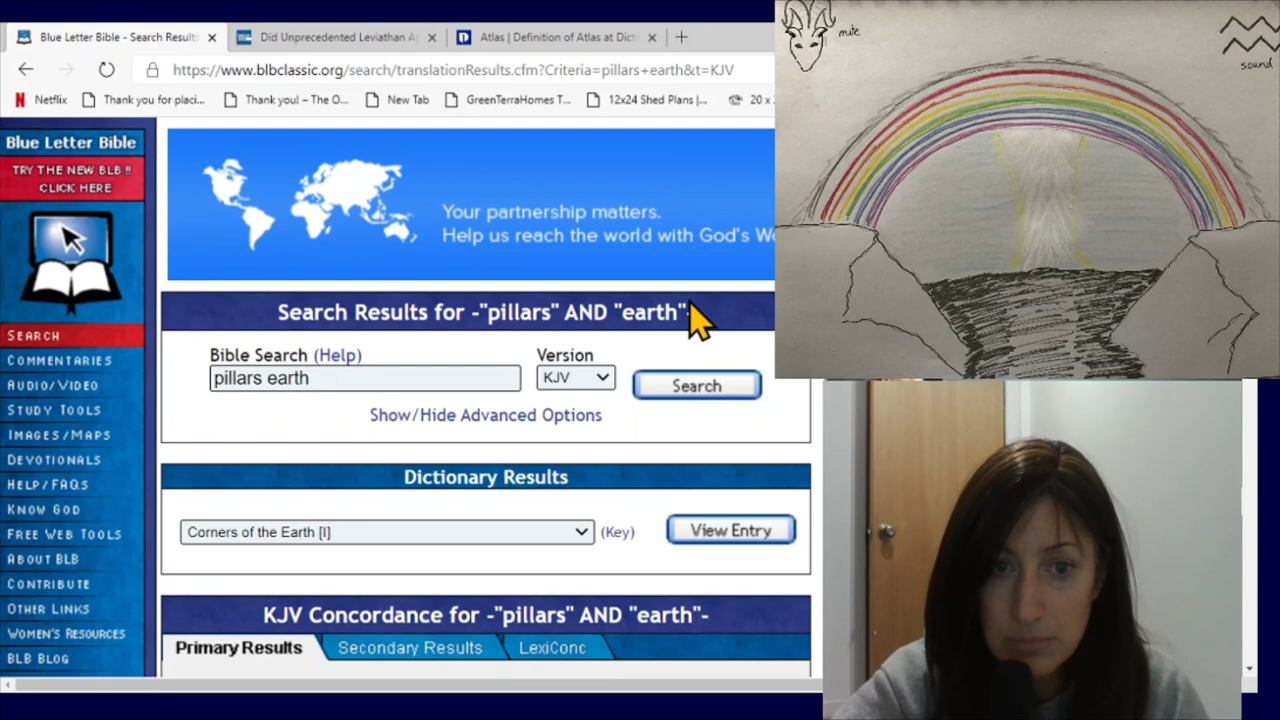 Blue Letter Bible - Search Results
Did Unprecedented Leviathan A
Atlas | Definition of Atlas at Dicti
https://www.blbclassic.org/search/translationResults.cfm?Criteria=pillars+earth&t=KJV
Netflix
Thank you for placi...
Thank you! – The O...
New Tab
GreenTerraHomes T...
12x24 Shed Plans |...
20 x
Blue Letter Bible
TRY THE NEW BLB !!
CLICK HERE
SEARCH
COMMENTARIES
AUDIO/VIDEO
STUDY TOOLS
IMAGES/MAPS
DEVOTIONALS
HELP/FAQS
KNOW GOD
FREE WEB TOOLS
ABOUT BLB
CONTRIBUTE
OTHER LINKS
WOMEN'S RESOURCES
BLB BLOG
Your partnership matters.
Help us reach the world with God's Wo
Search Results for -"pillars" AND "earth"-
Bible Search (Help)
Version
pillars earth
KJV
Search
Show/Hide Advanced Options
Dictionary Results
Corners of the Earth [I]
(Key)
View Entry
KJV Concordance for -"pillars" AND "earth"-
Primary Results
Secondary Results
LexiConc
mute
sound